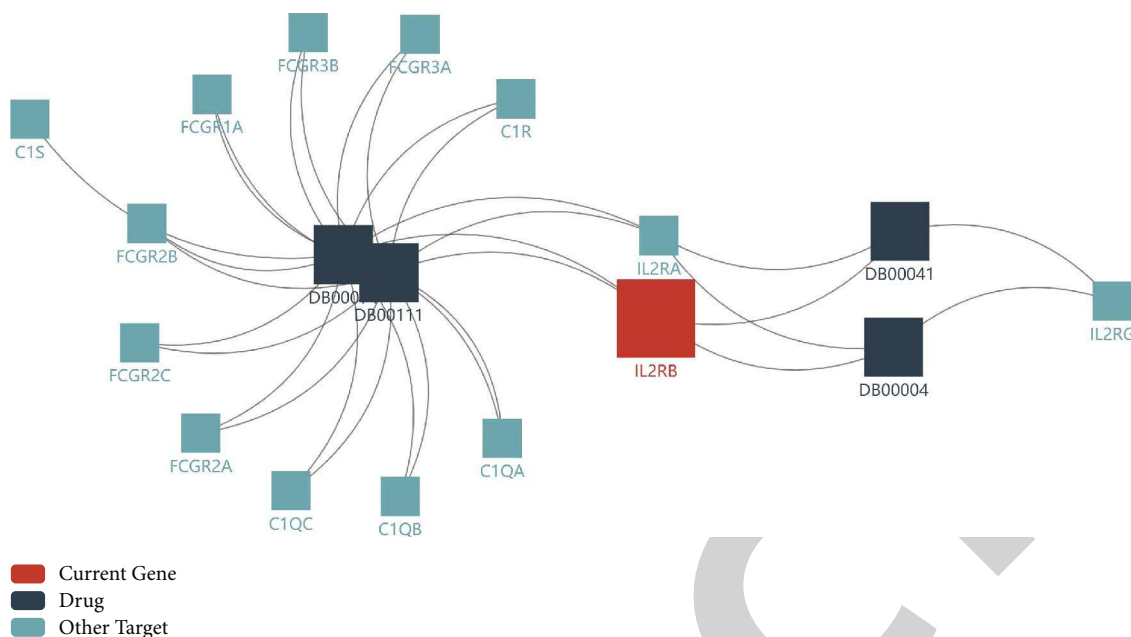 FCGR3B
FCGR3A
FCGR1A
C1R
C1S
FCGR2B
IL2RA
DB00041
DB00111
IL2RG
FCGR2C
IL2RB
DB00004
FCGR2A
C1QA
C1QC
C1QB
Current Gene
Drug
Other Target